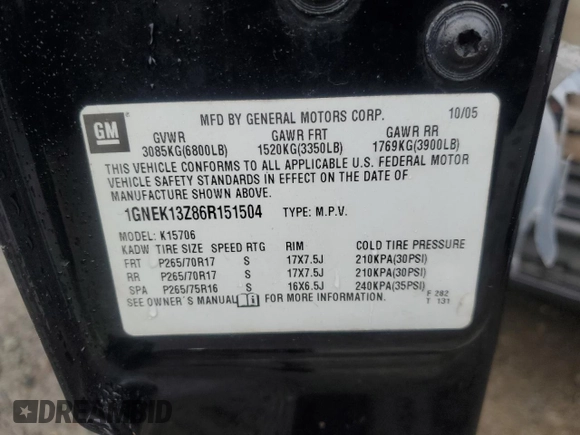 GM
MFD BY GENERAL MOTORS CORP. 10/05
GVWR GAWR FRT GAWR RR
3085KG(6800LB) 1520KG(3350LB) 1769KG(3900LB)
THIS VEHICLE CONFORMS TO ALL APPLICABLE U.S. FEDERAL MOTOR
VEHICLE SAFETY STANDARDS IN EFFECT ON THE DATE OF
MANUFACTURE SHOWN ABOVE.
1GNEK13Z86R151504 TYPE: M.P.V.
MODEL: K15706
KADW TIRE SIZE SPEED RTG RIM COLD TIRE PRESSURE
FRT P265/70R17 S 17X7.5J 210KPA(30PSI)
RR P265/70R17 S 17X7.5J 210KPA(30PSI)
SPA P265/75R16 S 16X6.5J 240KPA(35PSI)
SEE OWNER'S MANUAL FOR MORE INFORMATION.
F 282
T 131
DREAMBID